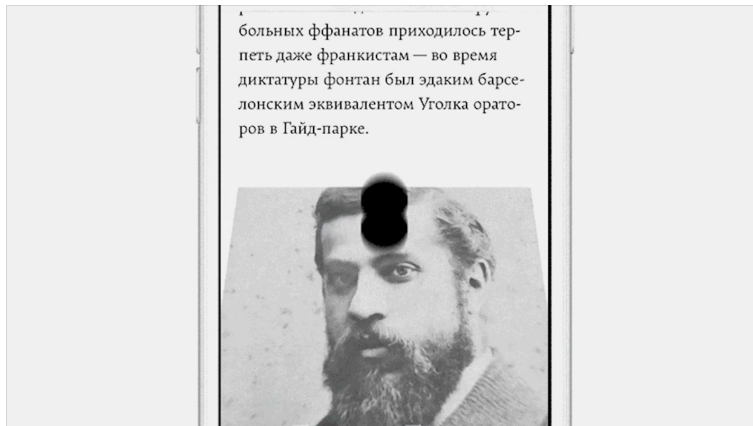 больных ффанатов приходилось тер-
петь даже франкистам — во время
диктатуры фонтан был эдаким барсе-
лонским эквивалентом Уголка орато-
ров в Гайд-парке.